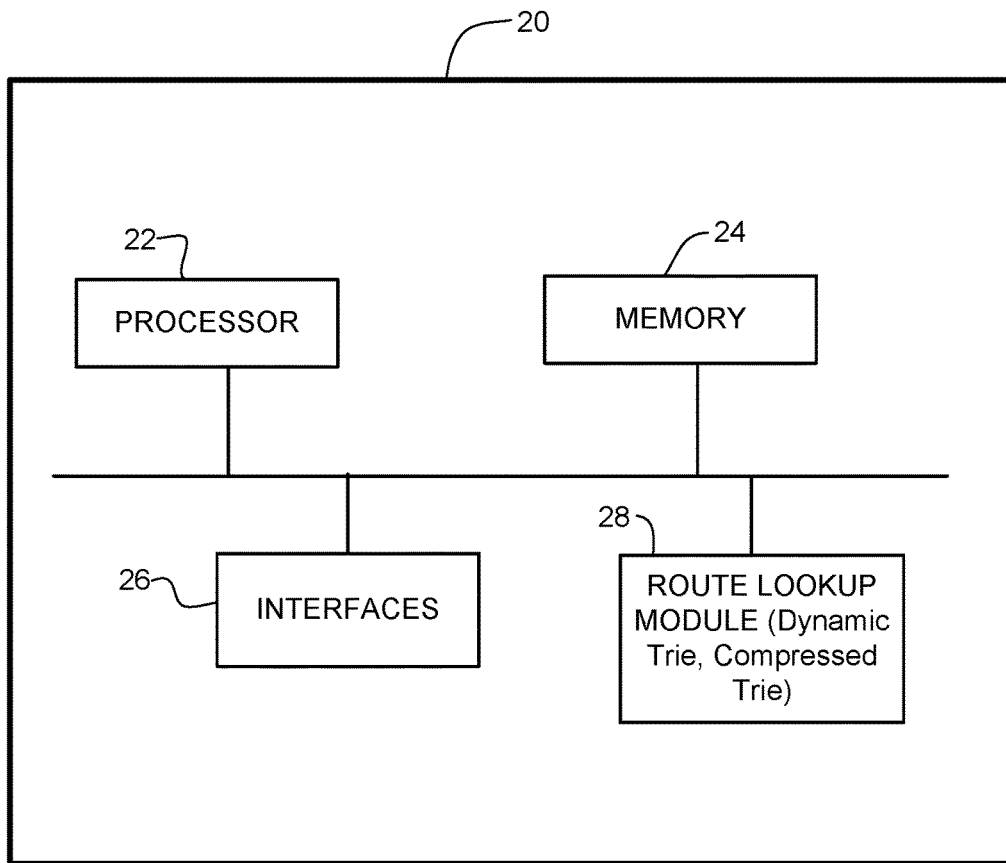 20
22
24
PROCESSOR
MEMORY
28
26
INTERFACES
ROUTE LOOKUP
MODULE (Dynamic
Trie, Compressed
Trie)